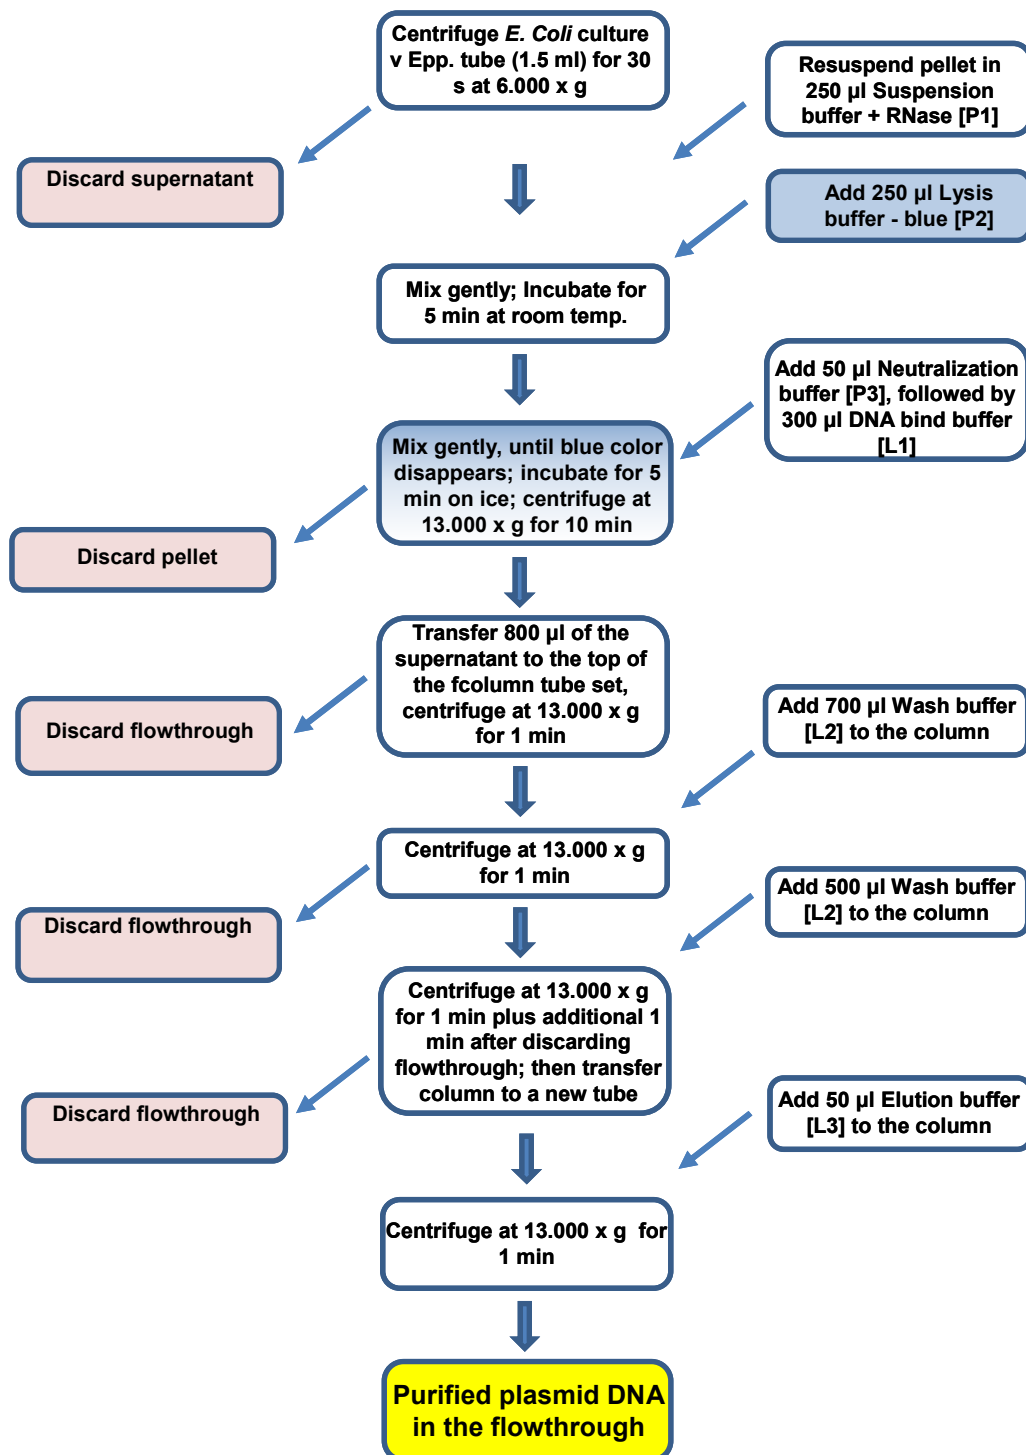 Centrifuge E. Coli culture
v Epp. tube (1.5 ml) for 30
s at 6.000 x g
Resuspend pellet in
250 µl Suspension
buffer + RNase [P1]
Discard supernatant
Add 250 µl Lysis
buffer - blue [P2]
Mix gently; Incubate for
5 min at room temp.
Add 50 µl Neutralization
buffer [P3], followed by
300 µl DNA bind buffer
[L1]
Mix gently, until blue color
disappears; incubate for 5
min on ice; centrifuge at
13.000 x g for 10 min
Discard pellet
Transfer 800 µl of the
supernatant to the top of
the fcolumn tube set,
centrifuge at 13.000 x g
for 1 min
Discard flowthrough
Add 700 µl Wash buffer
[L2] to the column
Centrifuge at 13.000 x g
for 1 min
Discard flowthrough
Add 500 µl Wash buffer
[L2] to the column
Centrifuge at 13.000 x g
for 1 min plus additional 1
min after discarding
flowthrough; then transfer
column to a new tube
Discard flowthrough
Add 50 µl Elution buffer
[L3] to the column
Centrifuge at 13.000 x g for
1 min
Purified plasmid DNA
in the flowthrough